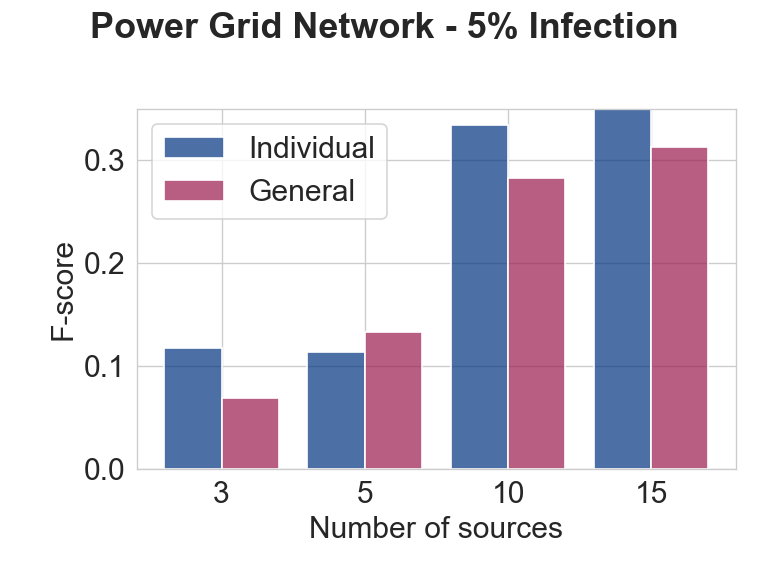 Power Grid Network - 5% Infection
Individual
General
F-score
0.3
0.2
0.1
0.0
3 5 10 15
Number of sources